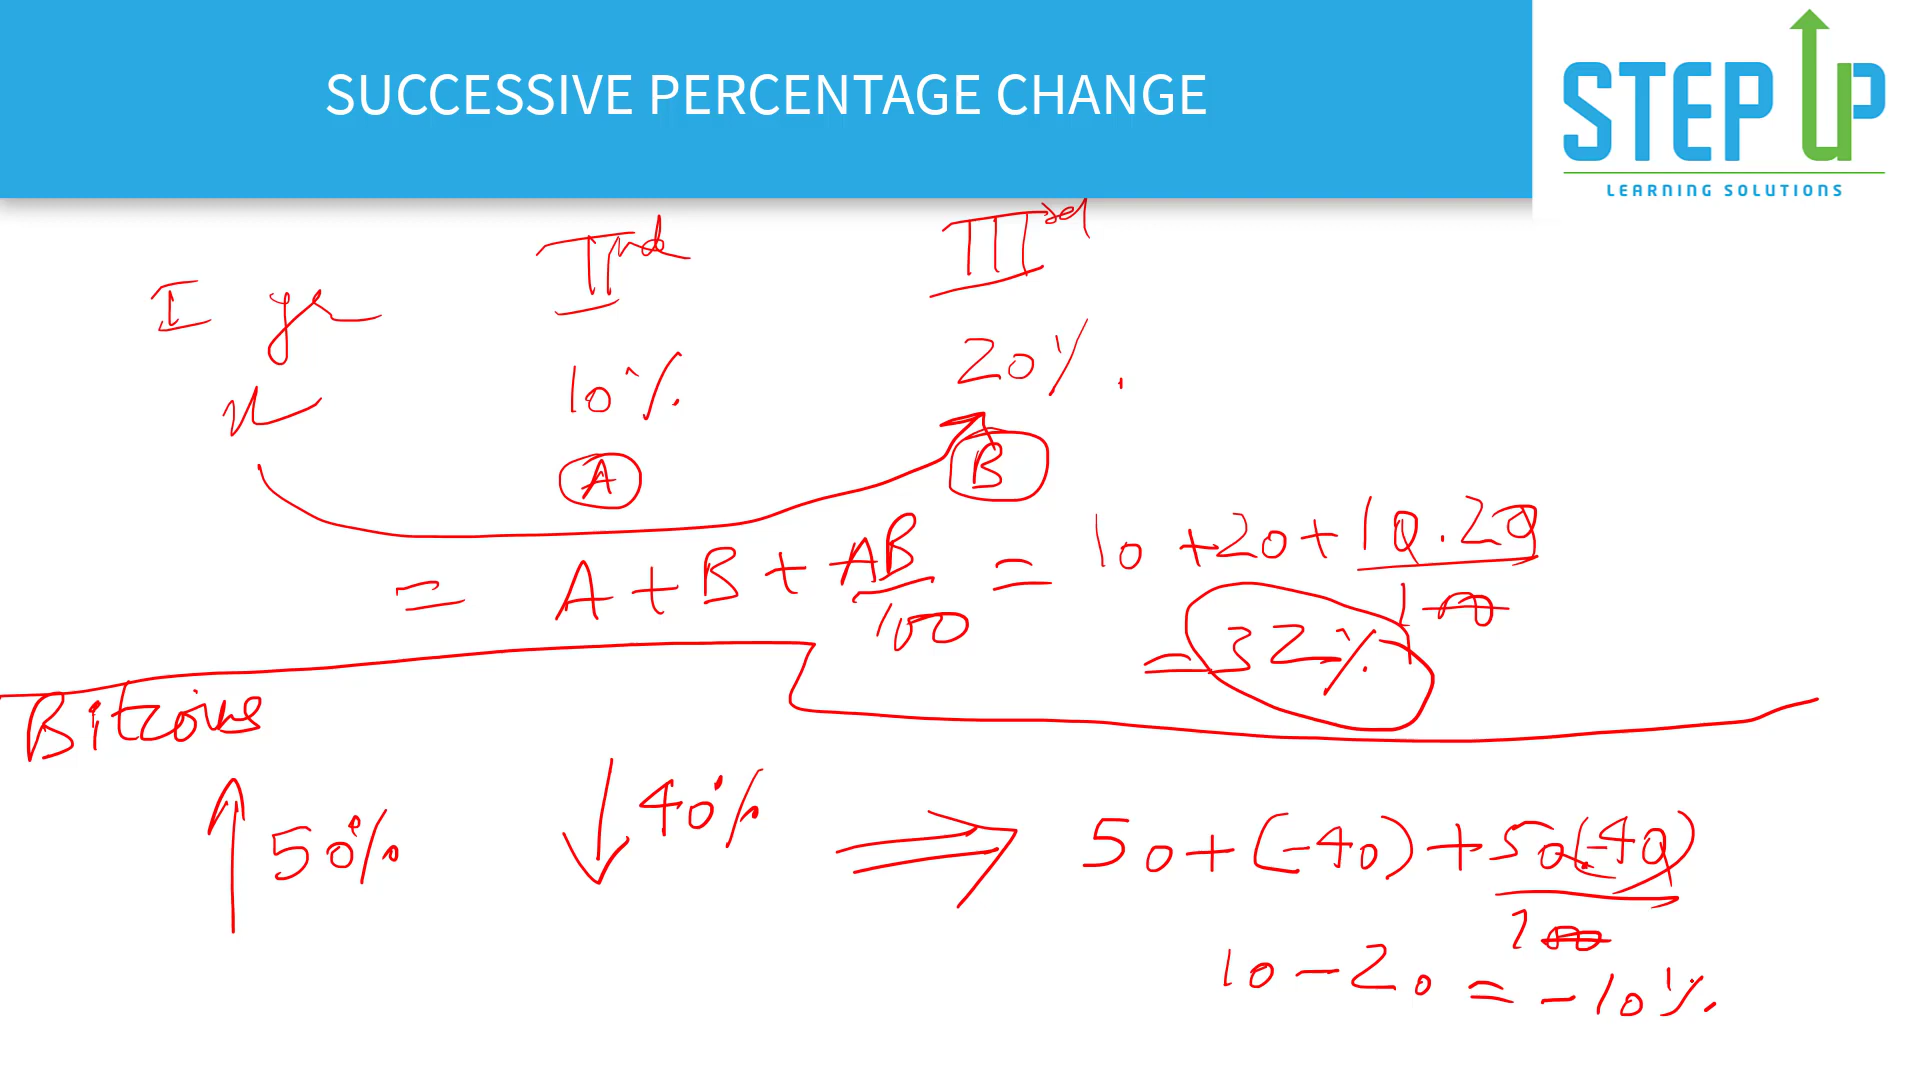 SUCCESSIVE PERCENTAGE CHANGE
STEP UP
LEARNING SOLUTIONS
I yr IInd IIIrd
x 10% 20%.
A B
= A + B + AB/100 = 10 + 20 + 10.20/100
= 32%
Bitcoins
↑ 50% ↓ 40% ⇒ 50 + (-40) + 50(-40)/100
10 - 20 = -10%